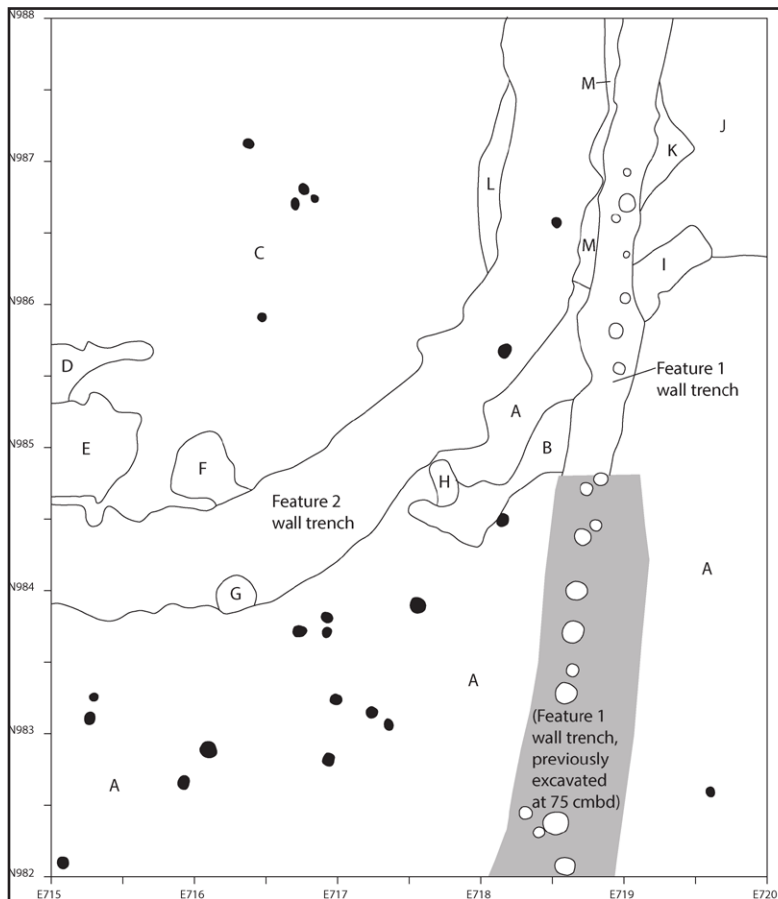 N988
M
J
K
N987
L
C
M
I
N986
D
Feature 1
wall trench
A
B
N985
E
F
H
Feature 2
wall trench
A
N984
G
A
N983
(Feature 1
wall trench,
previously
excavated
at 75 cmbd)
A
N982
E715
E716
E717
E718
E719
E720